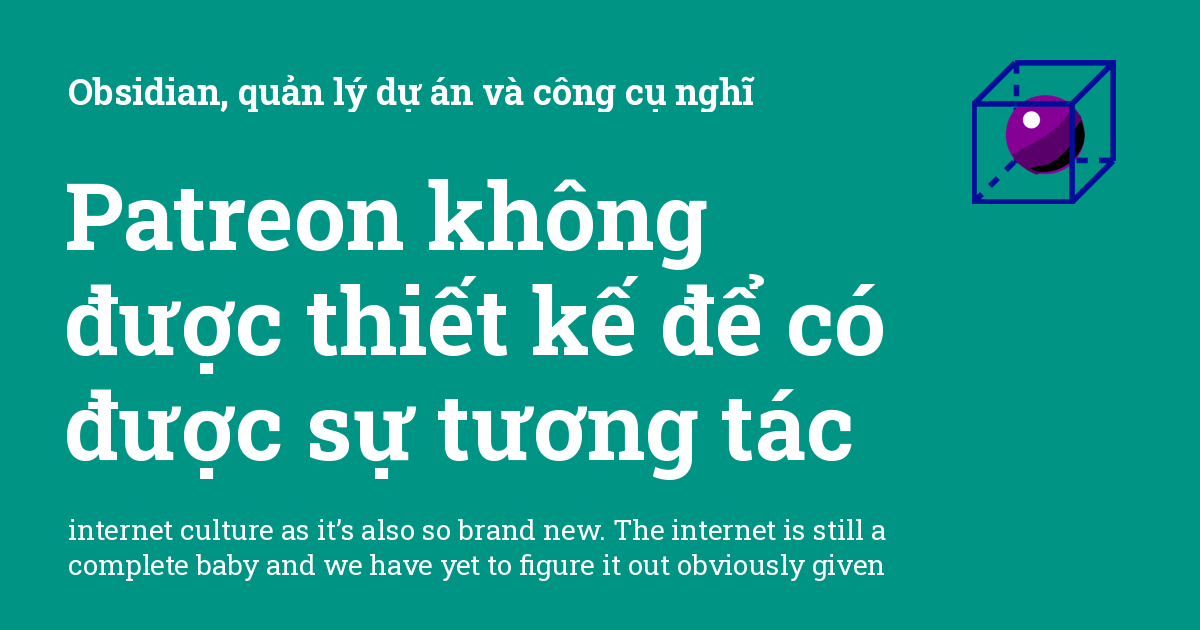 Obsidian, quản lý dự án và công cụ nghĩ
Patreon không
được thiết kế để có
được sự tương tác
internet culture as it’s also so brand new. The internet is still a
complete baby and we have yet to figure it out obviously given